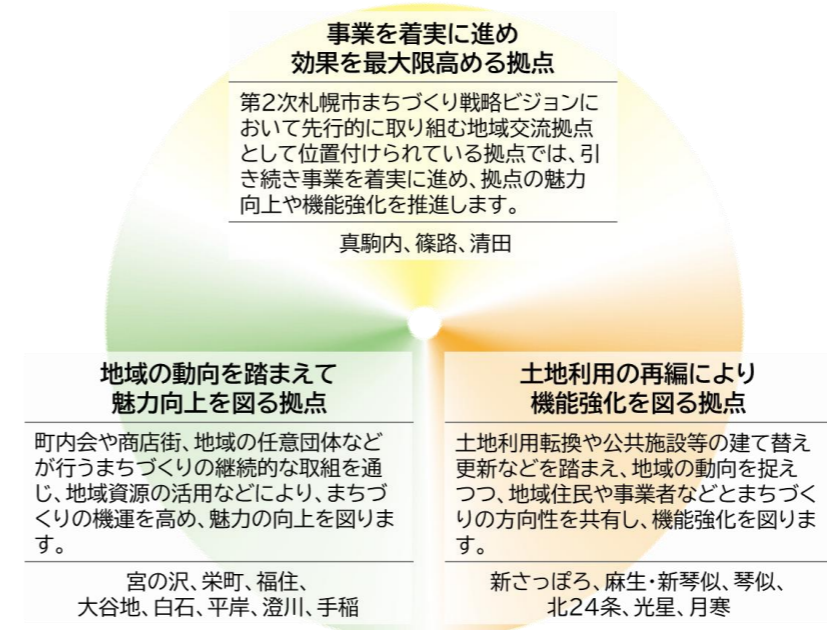 事業を着実に進め
効果を最大限高める拠点
第2次札幌市まちづくり戦略ビジョンに
おいて先行的に取り組む地域交流拠点
として位置付けられている拠点では、引
き続き事業を着実に進め、拠点の魅力
向上や機能強化を推進します。
真駒内、篠路、清田
地域の動向を踏まえて
魅力向上を図る拠点
町内会や商店街、地域の任意団体など
が行うまちづくりの継続的な取組を通
じ、地域資源の活用などにより、まちづ
くりの機運を高め、魅力の向上を図りま
す。
宮の沢、栄町、福住、
大谷地、白石、平岸、澄川、手稲
土地利用の再編により
機能強化を図る拠点
土地利用転換や公共施設等の建て替え
更新などを踏まえ、地域の動向を捉え
つつ、地域住民や事業者などとまちづく
りの方向性を共有し、機能強化を図りま
す。
新さっぽろ、麻生・新琴似、琴似、
北24条、光星、月寒